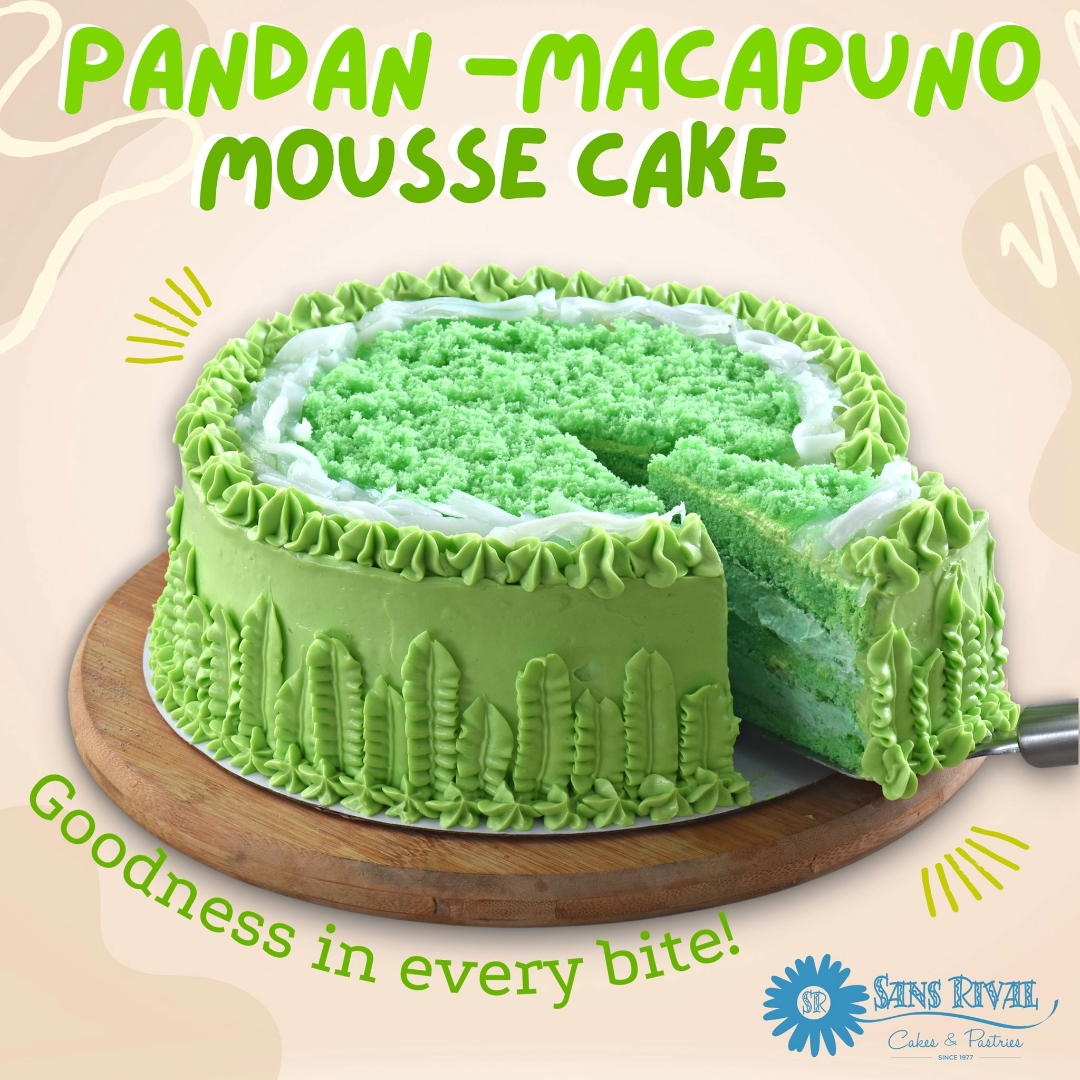 PANDAN -MACAPUNO
MOUSSE CAKE
Goodness in every bite!
SR
SANS RIVAL
Cakes & Pastries
SINCE 1977